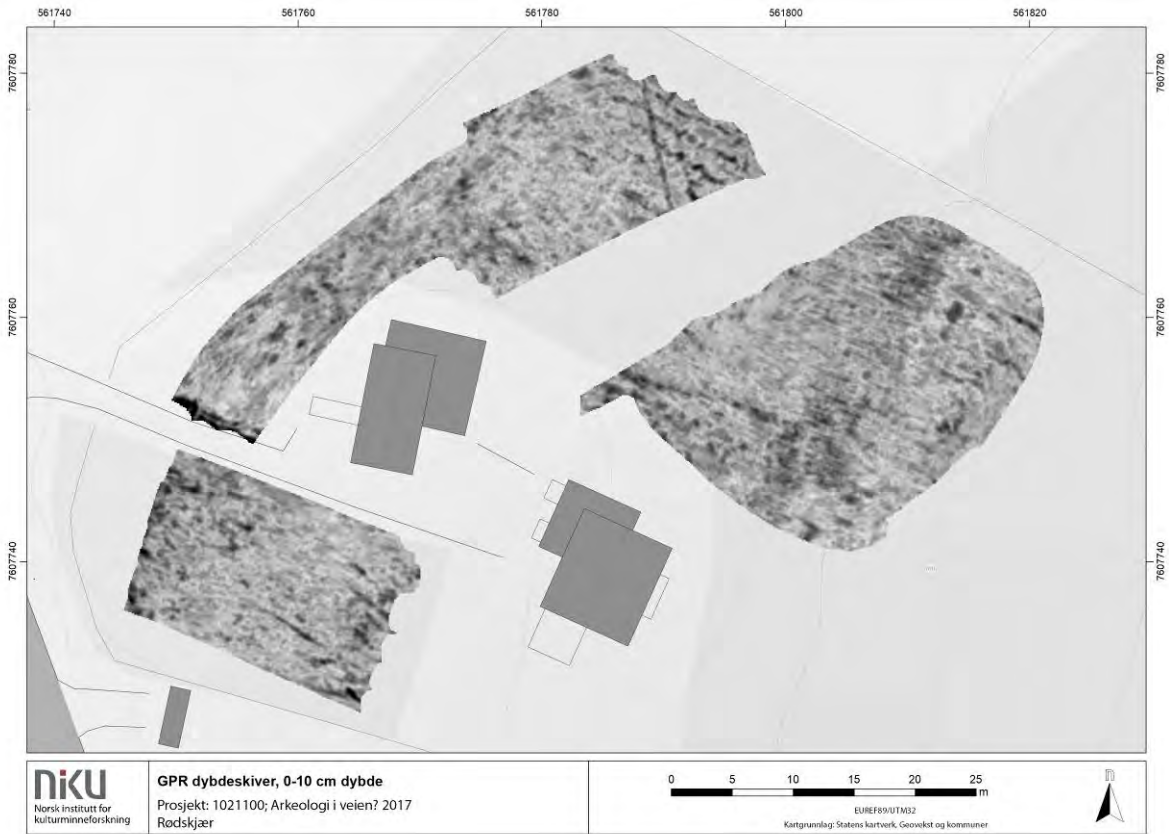 561740 561760 561780 561800 561820
7607780 7607780
7607760 7607760
7607740 7607740
NIKU
Norsk institutt for
kulturminneforskning
GPR dybdeskiver, 0-10 cm dybde
Prosjekt: 1021100; Arkeologi i veien? 2017
Rødskjær
0 5 10 15 20 25
m
EUREF89/UTM32
Kartgrunnlag: Statens kartverk, Geovekst og kommuner
n